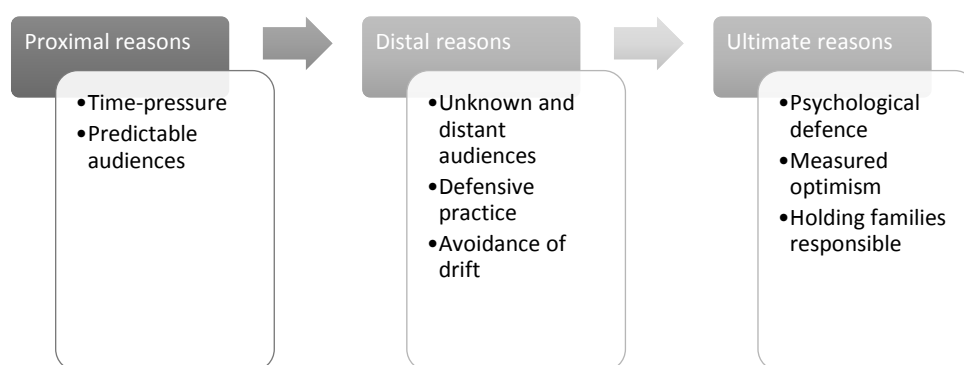 Proximal reasons
•Time-pressure
•Predictable
audiences
Distal reasons
•Unknown and
distant
audiences
•Defensive
practice
•Avoidance of
drift
Ultimate reasons
•Psychological
defence
•Measured
optimism
•Holding families
responsible